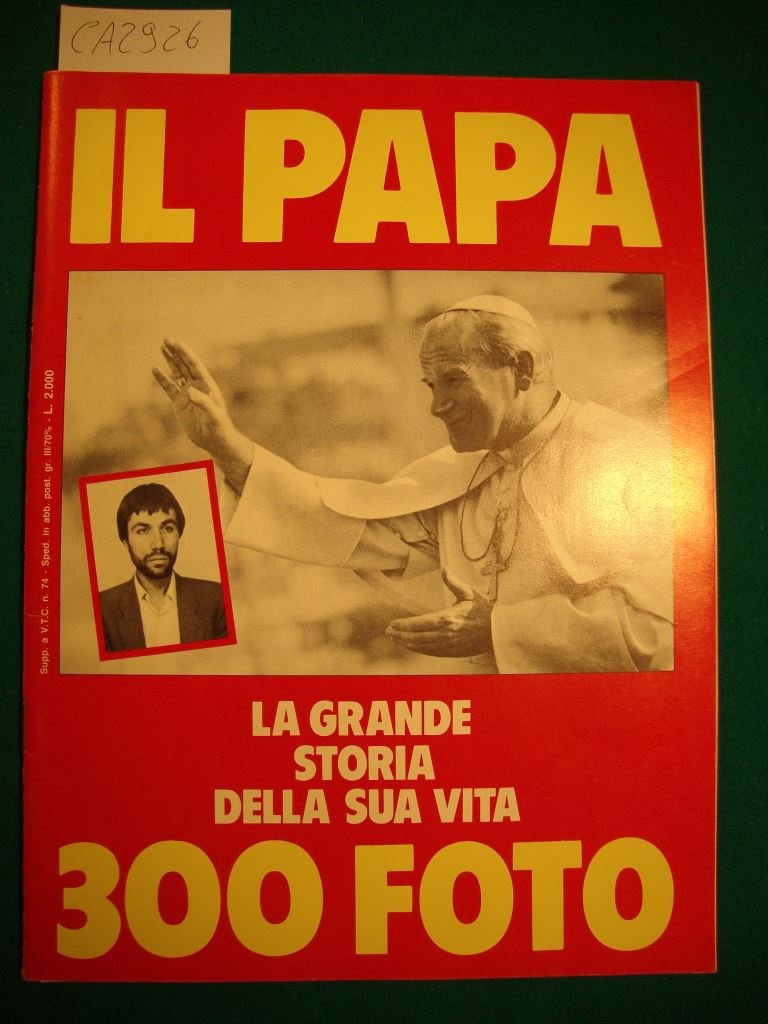 CA2926
IL PAPA
Supp. a V.T.C. n. 74 - Sped. in abb. post. gr. III/70% - L. 2.000
LA GRANDE
STORIA
DELLA SUA VITA
300 FOTO